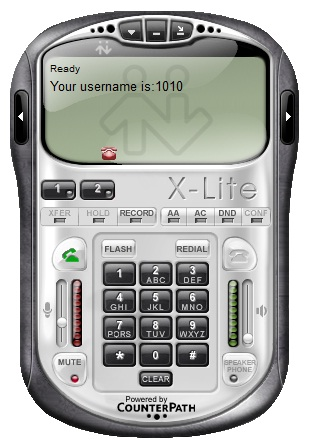 Ready
Your username is:1010
1 2 X-Lite
XFER HOLD RECORD AA AC DND CONF
FLASH REDIAL
1 2 ABC 3 DEF
4 GHI 5 JKL 6 MNO
7 PQRS 8 TUV 9 WXYZ
* 0 #
MUTE SPEAKER PHONE
CLEAR
Powered by
COUNTERPATH